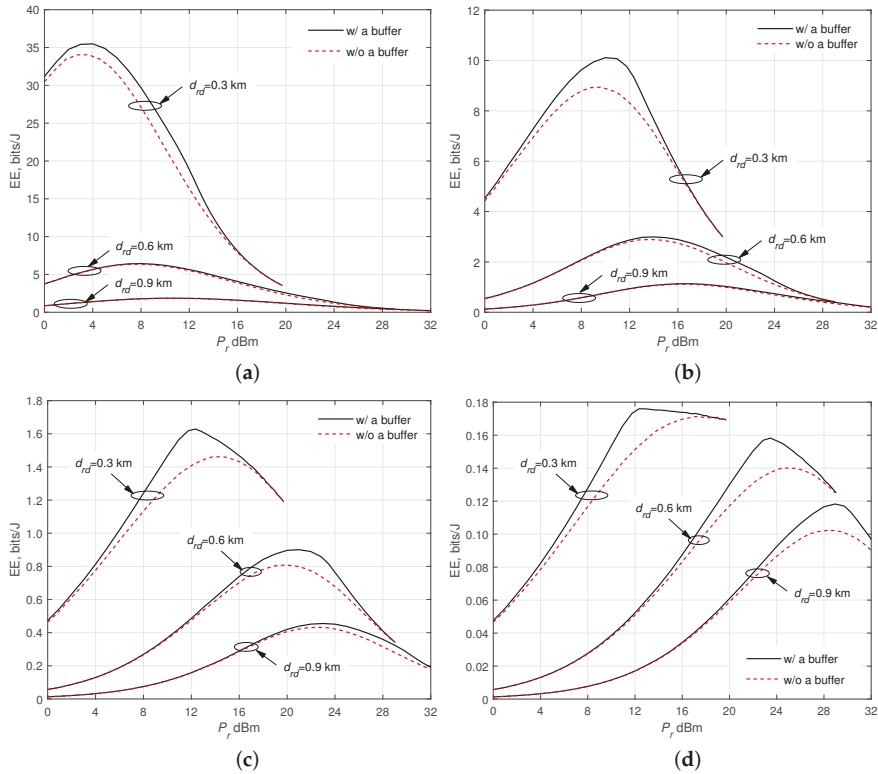 40
35
30
25
20
15
10
5
0
EE, bits/J
w/ a buffer
w/o a buffer
d_rd=0.3 km
d_rd=0.6 km
d_rd=0.9 km
0 4 8 12 16 20 24 28 32
P_r dBm
(a)
12
10
8
6
4
2
0
EE, bits/J
w/ a buffer
w/o a buffer
d_rd=0.3 km
d_rd=0.6 km
d_rd=0.9 km
0 4 8 12 16 20 24 28 32
P_r dBm
(b)
1.8
1.6
1.4
1.2
1
0.8
0.6
0.4
0.2
0
EE, bits/J
w/ a buffer
w/o a buffer
d_rd=0.3 km
d_rd=0.6 km
d_rd=0.9 km
0 4 8 12 16 20 24 28 32
P_r dBm
(c)
0.18
0.16
0.14
0.12
0.10
0.08
0.06
0.04
0.02
0
EE, bits/J
d_rd=0.3 km
d_rd=0.6 km
d_rd=0.9 km
w/ a buffer
w/o a buffer
0 4 8 12 16 20 24 28 32
P_r dBm
(d)